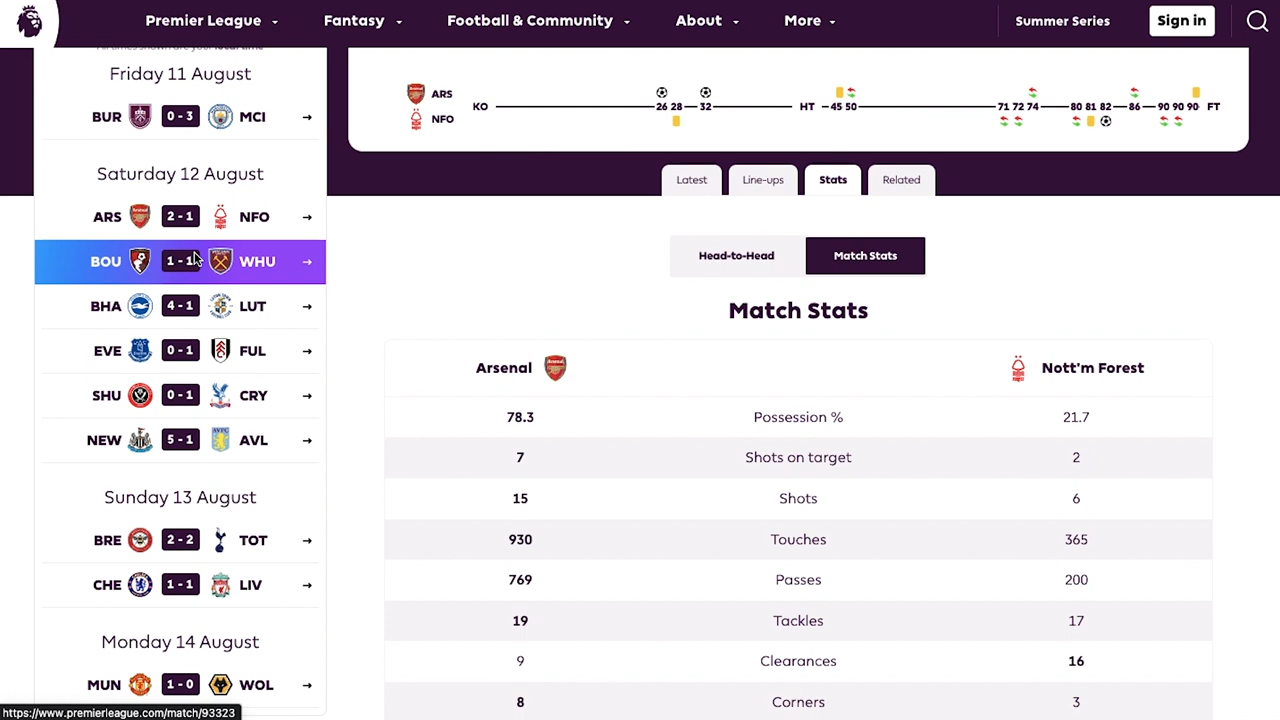 Premier League Fantasy Football & Community About More Summer Series Sign in
Friday 11 August
BUR 0 - 3 MCI
Saturday 12 August
ARS 2 - 1 NFO
BOU 1 - 1 WHU
BHA 4 - 1 LUT
EVE 0 - 1 FUL
SHU 0 - 1 CRY
NEW 5 - 1 AVL
Sunday 13 August
BRE 2 - 2 TOT
CHE 1 - 1 LIV
Monday 14 August
MUN 1 - 0 WOL
https://www.premierleague.com/match/93323
ARS
KO 26 28 32 HT 45 50 71 72 74 80 81 82 86 90 90 90 FT
NFO
Latest Line-ups Stats Related
Head-to-Head Match Stats
Match Stats
Arsenal Nott'm Forest
78.3 Possession % 21.7
7 Shots on target 2
15 Shots 6
930 Touches 365
769 Passes 200
19 Tackles 17
9 Clearances 16
8 Corners 3